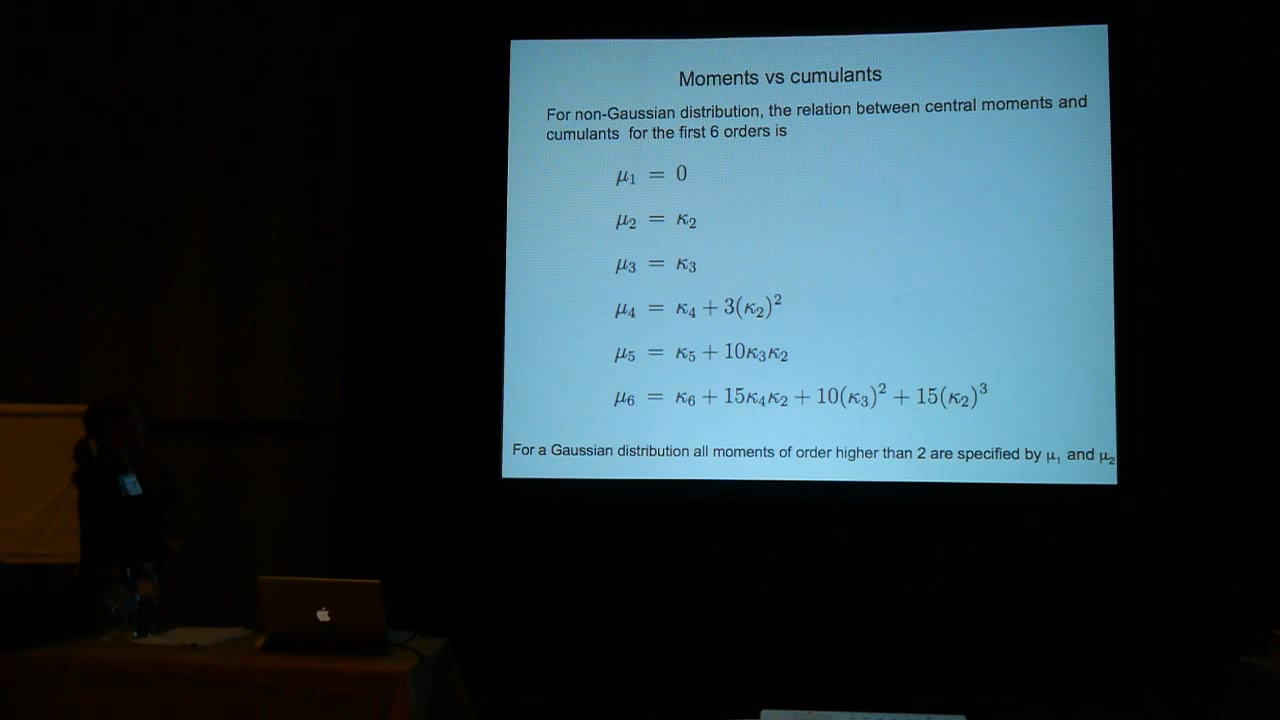 Moments vs cumulants
For non-Gaussian distribution, the relation between central moments and
cumulants for the first 6 orders is
μ₁ = 0
μ₂ = κ₂
μ₃ = κ₃
μ₄ = κ₄ + 3(κ₂)²
μ₅ = κ₅ + 10κ₃κ₂
μ₆ = κ₆ + 15κ₄κ₂ + 10(κ₃)² + 15(κ₂)³
For a Gaussian distribution all moments of order higher than 2 are specified by μ₁ and μ₂